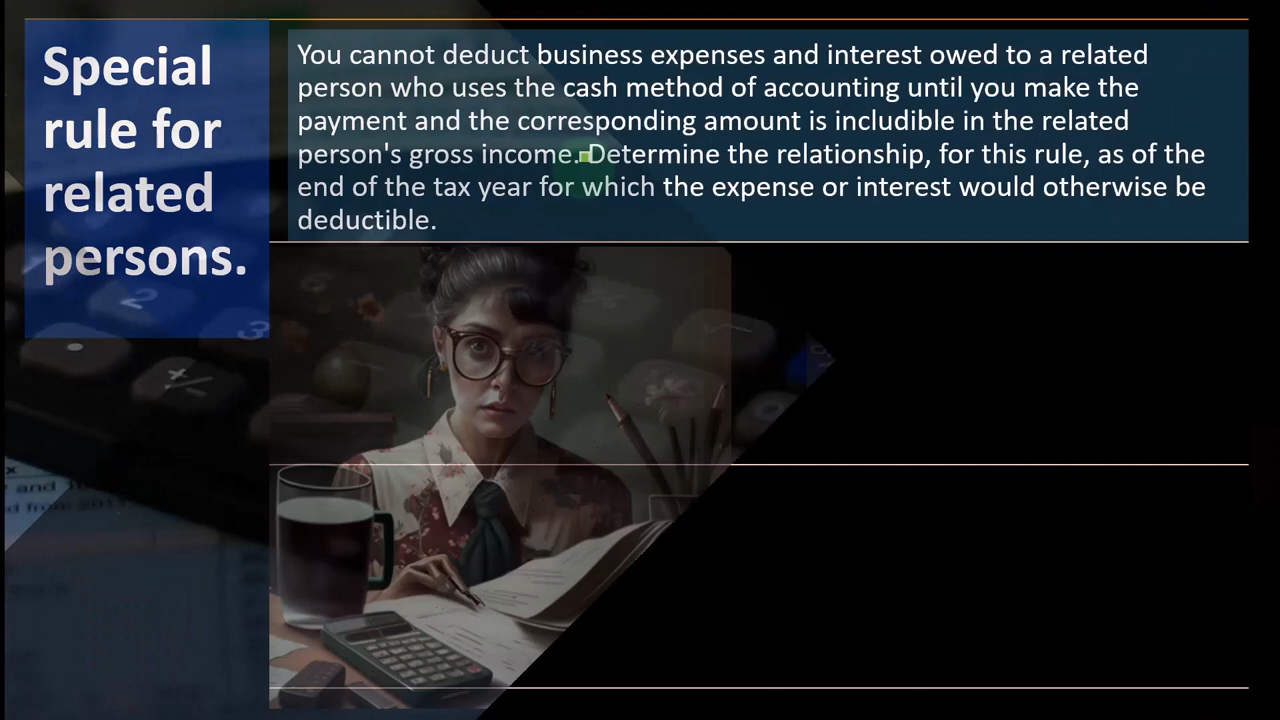 Special
rule for
related
persons.
You cannot deduct business expenses and interest owed to a related
person who uses the cash method of accounting until you make the
payment and the corresponding amount is includible in the related
person's gross income. Determine the relationship, for this rule, as of the
end of the tax year for which the expense or interest would otherwise be
deductible.
2
3
+/-
and